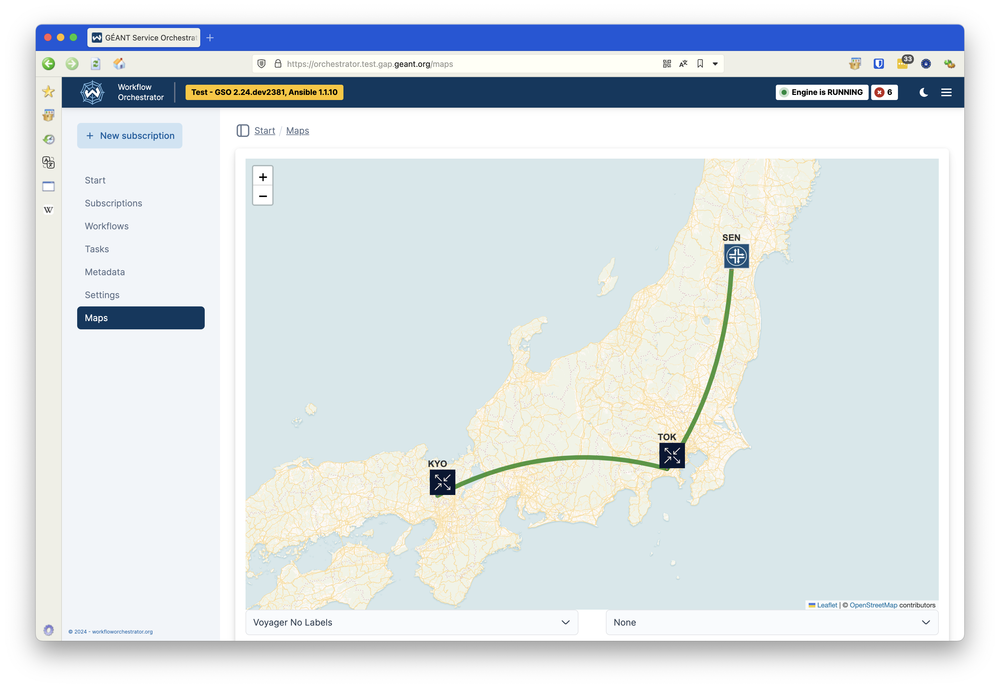 GÉANT Service Orchestrat
https://orchestrator.test.gap.geant.org/maps
33
Workflow
Orchestrator
Test - GSO 2.24.dev2381, Ansible 1.1.10
Engine is RUNNING
6
+ New subscription
Start
Subscriptions
Workflows
Tasks
Metadata
Settings
Maps
© 2024 - workfloworchestrator.org
Start / Maps
+
−
SEN
TOK
KYO
Leaflet | © OpenStreetMap contributors
Voyager No Labels
None
W